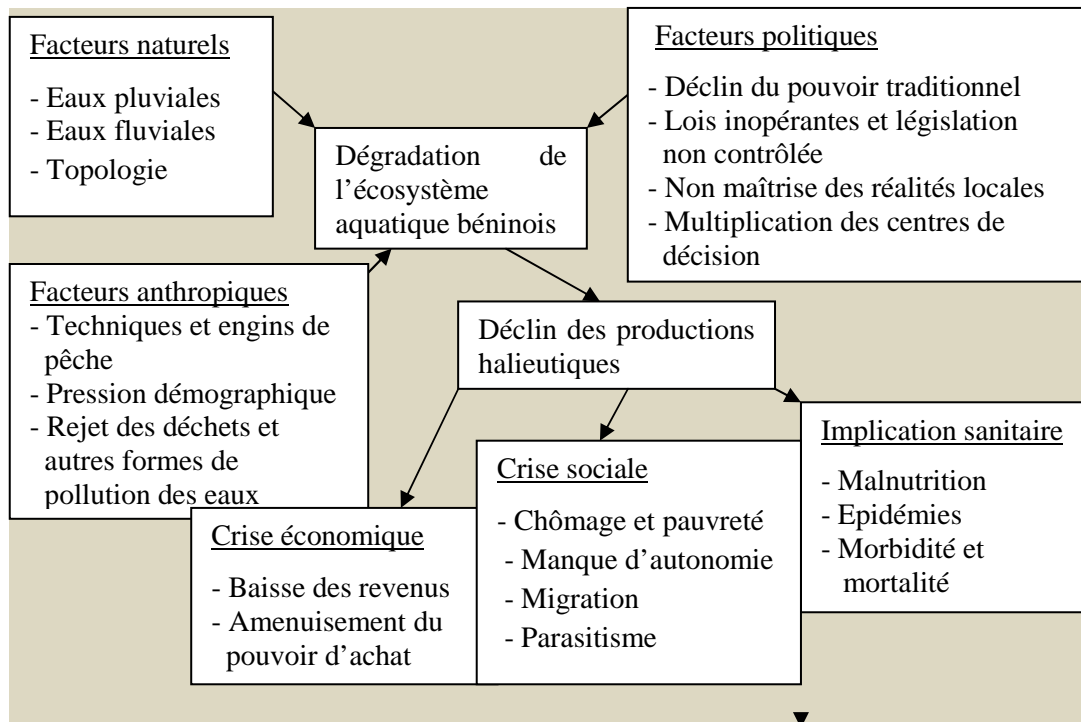 Facteurs naturels
- Eaux pluviales
- Eaux fluviales
- Topologie
Facteurs politiques
- Déclin du pouvoir traditionnel
- Lois inopérantes et législation
non contrôlée
- Non maîtrise des réalités locales
- Multiplication des centres de
décision
Dégradation de
l’écosystème
aquatique béninois
Facteurs anthropiques
- Techniques et engins de
pêche
- Pression démographique
- Rejet des déchets et
autres formes de
pollution des eaux
Déclin des productions
halieutiques
Crise économique
- Baisse des revenus
- Amenuisement du
pouvoir d’achat
Crise sociale
- Chômage et pauvreté
- Manque d’autonomie
- Migration
- Parasitisme
Implication sanitaire
- Malnutrition
- Epidémies
- Morbidité et
mortalité